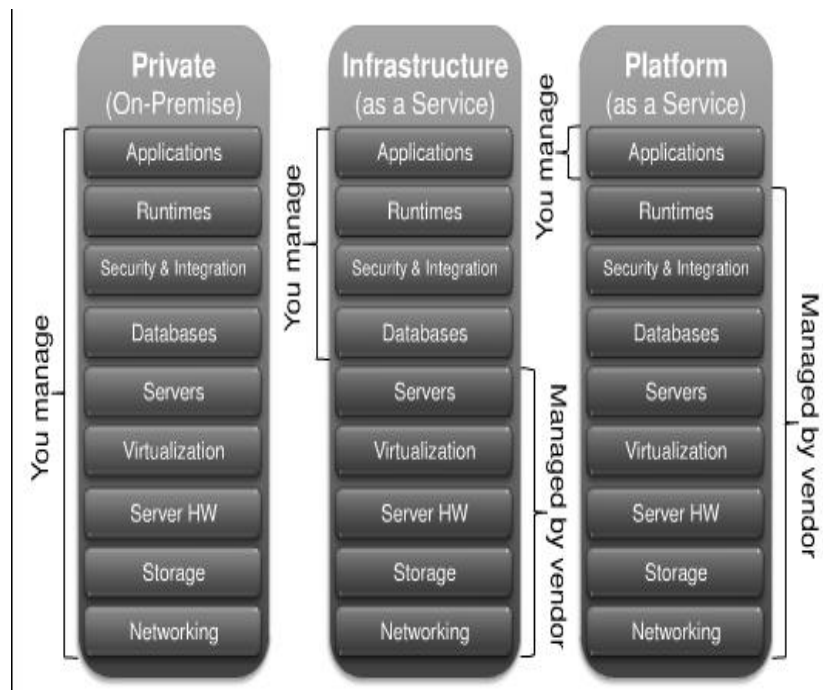 Private
(On-Premise)
You manage
Applications
Runtimes
Security & Integration
Databases
Servers
Virtualization
Server HW
Storage
Networking
Infrastructure
(as a Service)
You manage
Applications
Runtimes
Security & Integration
Databases
Servers
Virtualization
Server HW
Storage
Networking
Managed by vendor
Platform
(as a Service)
You manage
Applications
Runtimes
Security & Integration
Databases
Servers
Virtualization
Server HW
Storage
Networking
Managed by vendor